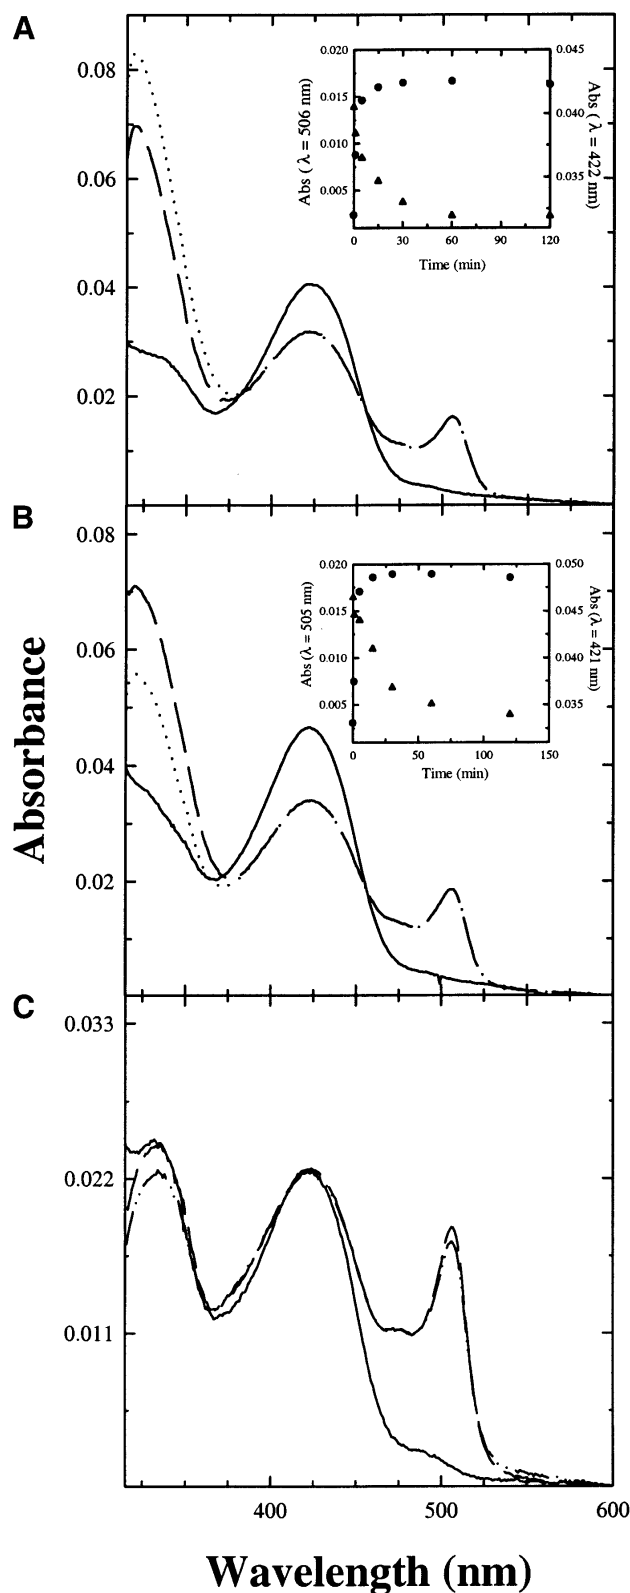 A
0.08
0.06
0.04
0.02
0.020
0.015
0.010
0.005
0.045
0.040
0.035
Abs ( λ = 506 nm)
Abs ( λ = 422 nm)
0 30 60 90 120
Time (min)
B
0.08
0.06
0.04
0.02
0.020
0.015
0.010
0.005
0.050
0.045
0.040
0.035
Abs (λ = 505 nm)
Abs (λ = 421 nm)
0 50 100 150
Time (min)
Absorbance
C
0.033
0.022
0.011
400 500 600
Wavelength (nm)